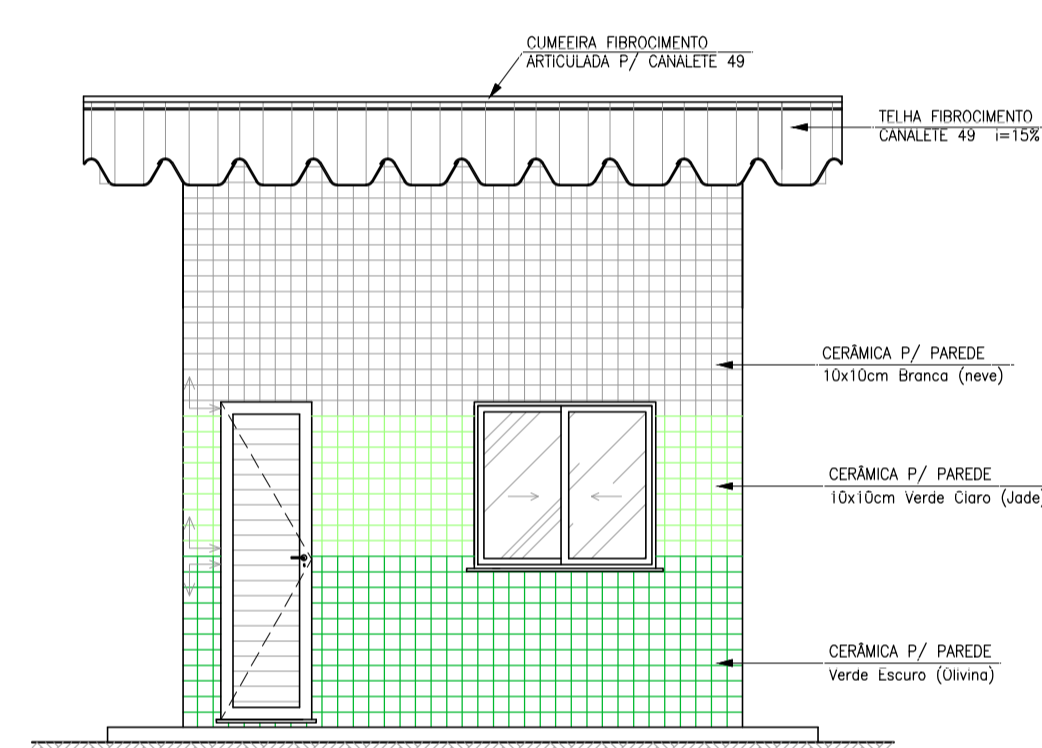 CUMEEIRA FIBROCIMENTO
ARTICULADA P/ CANALETE 49
TELHA FIBROCIMENTO
CANALETE 49 i=15%
CERÂMICA P/ PAREDE
10x10cm Branca (neve)
CERÂMICA P/ PAREDE
10x10cm Verde Claro (Jade)
CERÂMICA P/ PAREDE
Verde Escuro (Olivina)